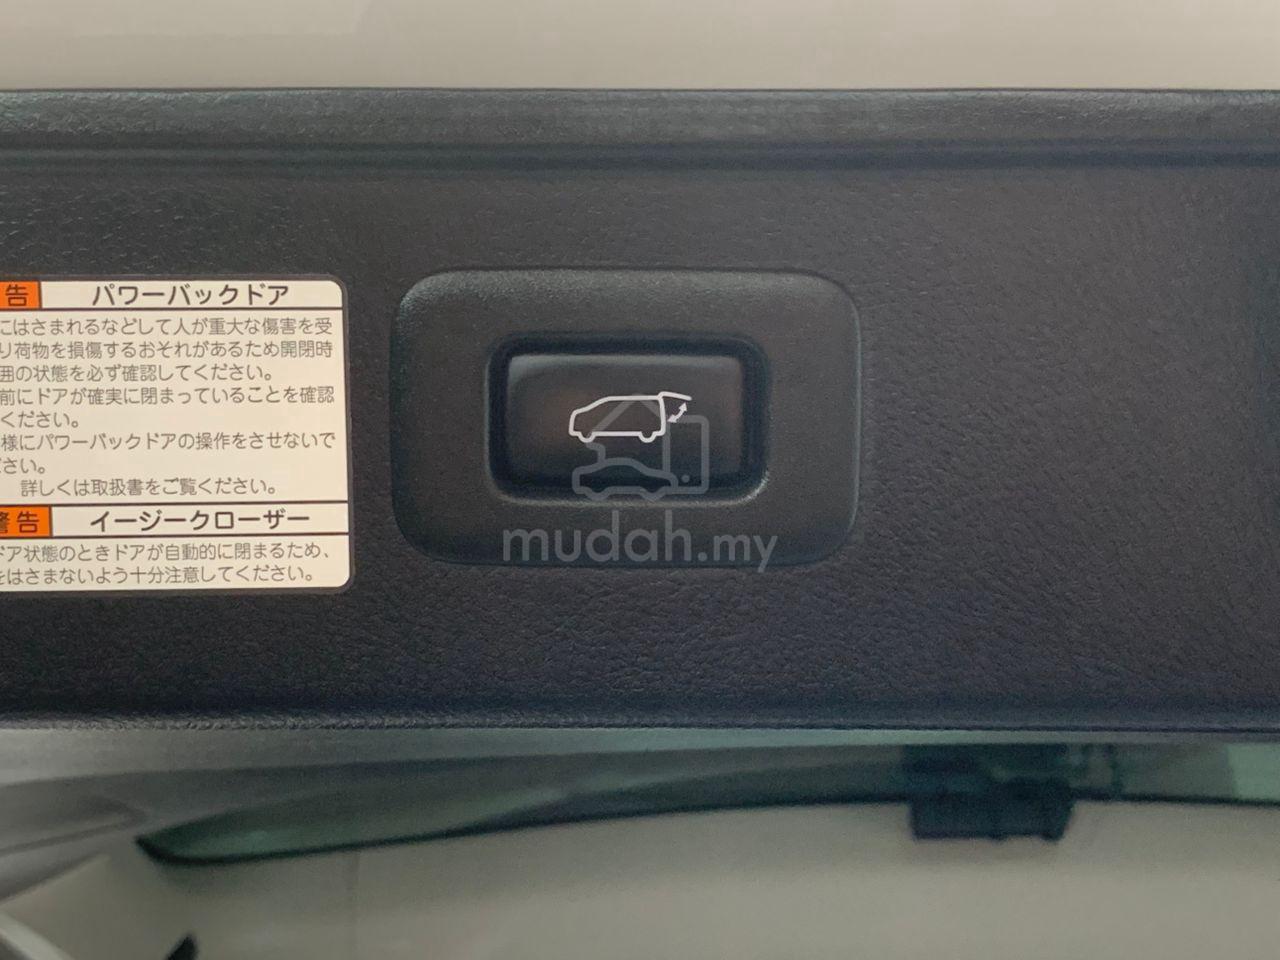 告 パワーバックドア
にはさまれるなどして人が重大な傷害を受
り荷物を損傷するおそれがあるため開閉時
囲の状態を必ず確認してください。
前にドアが確実に閉まっていることを確認
ください。
様にパワーバックドアの操作をさせないで
さい。
詳しくは取扱書をご覧ください。
警告 イージークローザー
ドア状態のときドアが自動的に閉まるため、
をはさまないよう十分注意してください。
mudah.my